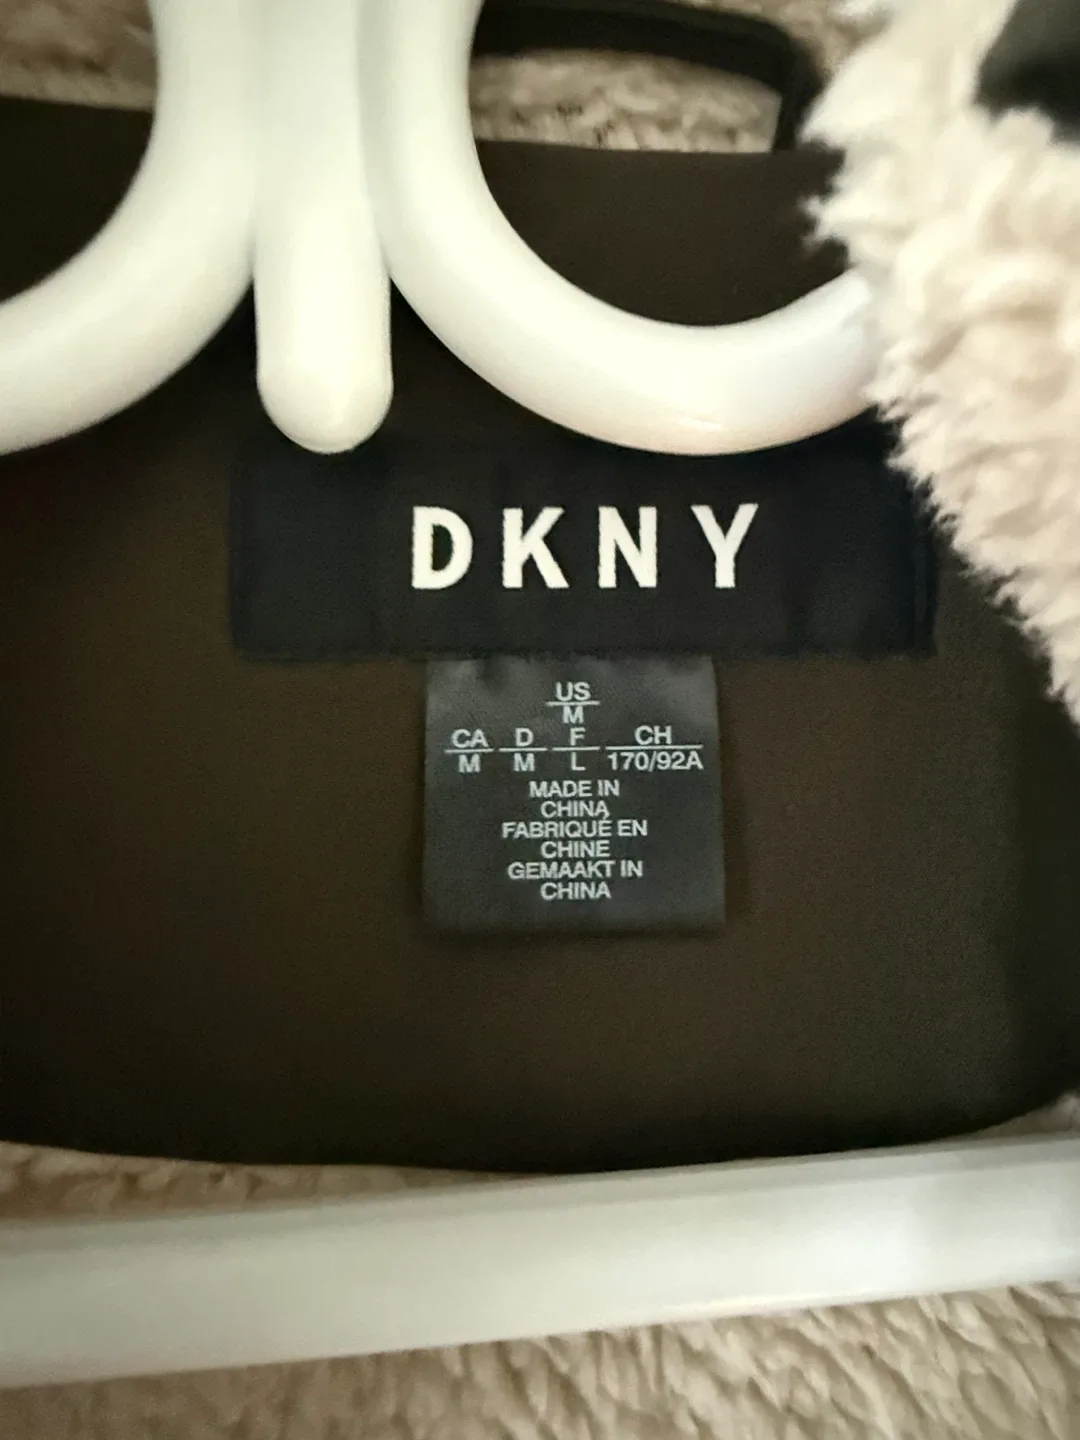 DKNY
US
M
CA D F CH
M M L 170/92A
MADE IN
CHINA
FABRIQUÉ EN
CHINE
GEMAAKT IN
CHINA